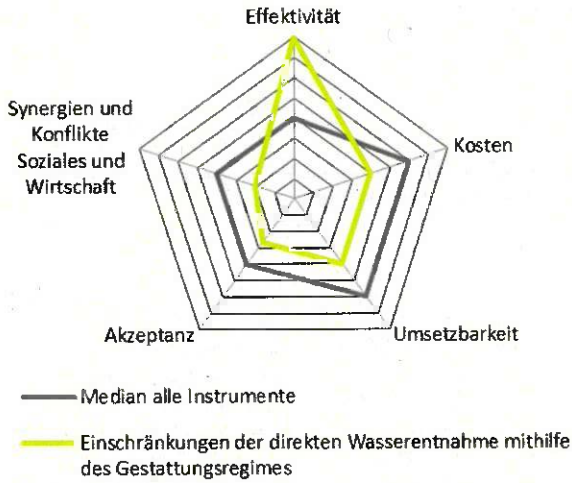 Effektivität
Synergien und
Konflikte
Soziales und
Wirtschaft
Kosten
Akzeptanz
Umsetzbarkeit
Median alle Instrumente
Einschränkungen der direkten Wasserentnahme mithilfe
des Gestattungsregimes